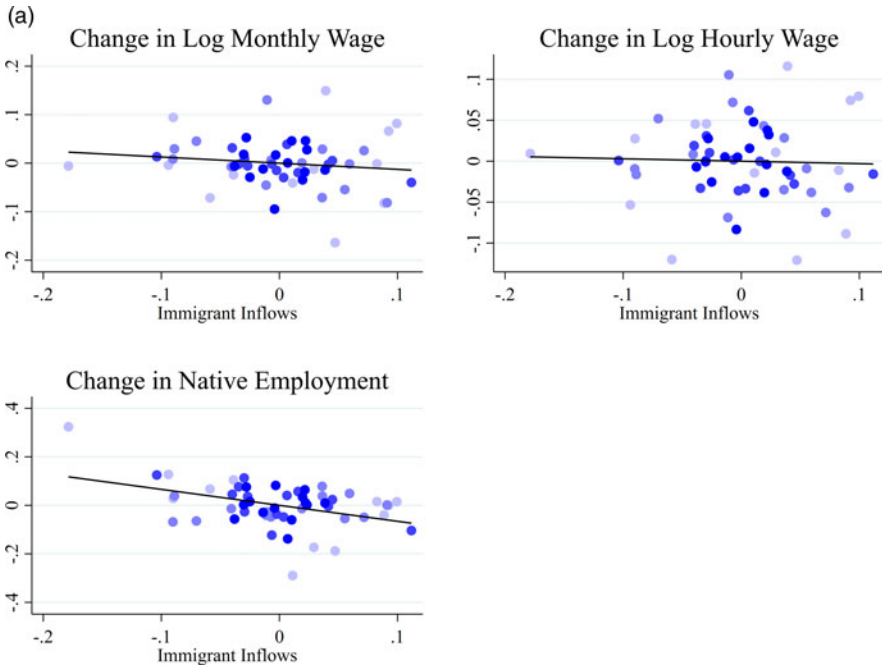 (a)
Change in Log Monthly Wage
.2
.1
0
-.1
-.2
-.2 -.1 0 .1
Immigrant Inflows
Change in Log Hourly Wage
.1
.05
0
-.05
-.1
-.2 -.1 0 .1
Immigrant Inflows
Change in Native Employment
.4
.2
0
-.2
-.4
-.2 -.1 0 .1
Immigrant Inflows